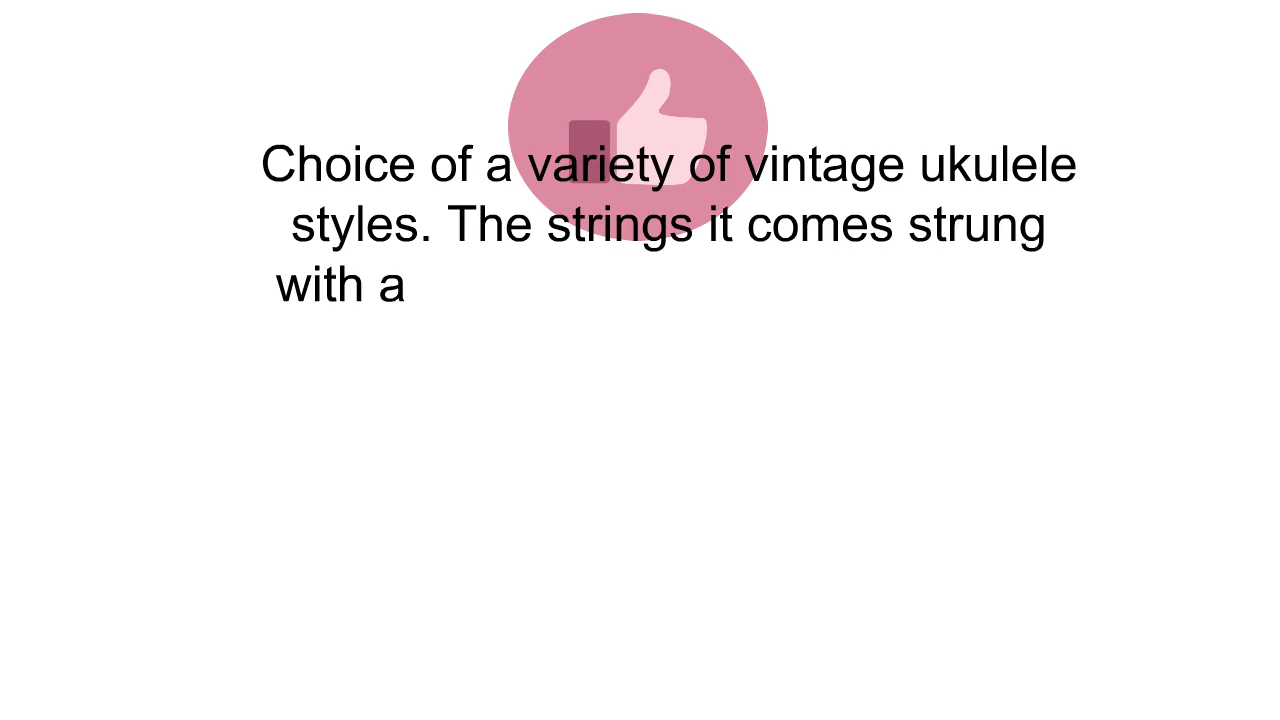 Choice of a variety of vintage ukulele
styles. The strings it comes strung
with a